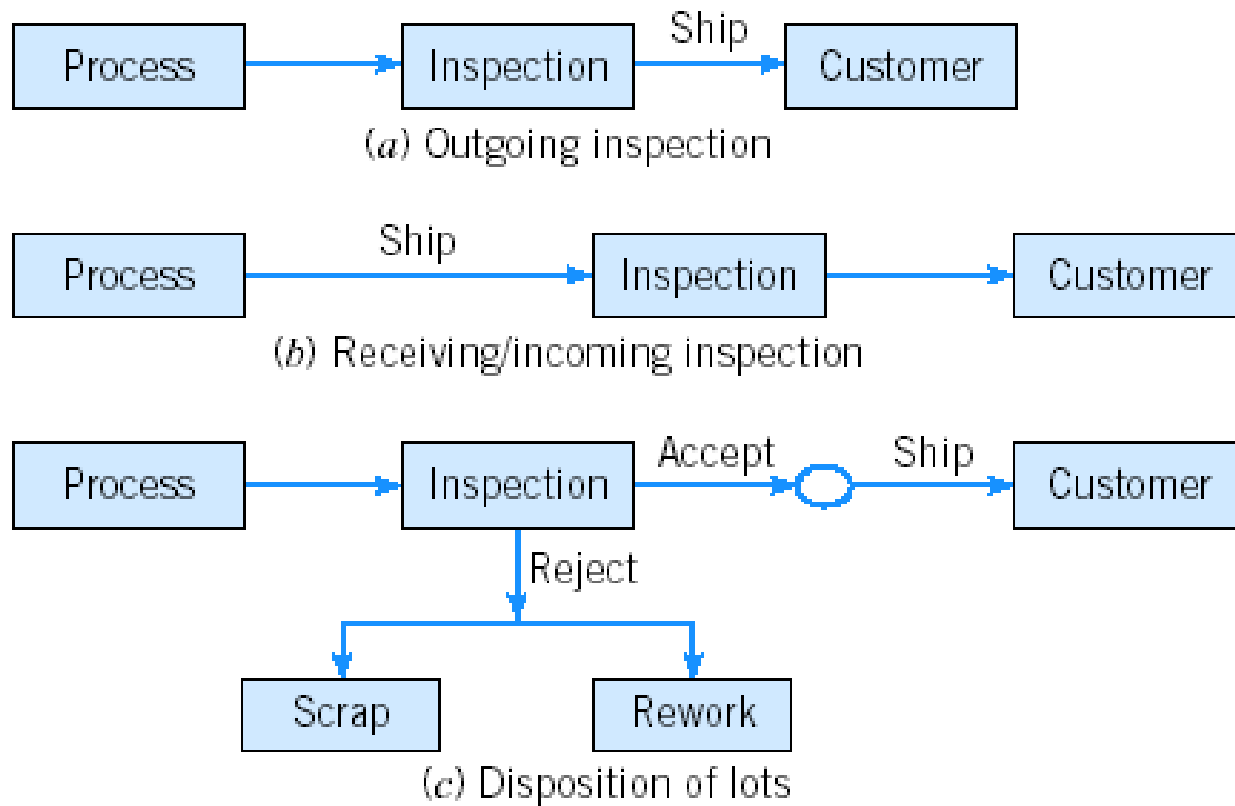 Ship
Process Inspection Customer
(a) Outgoing inspection
Ship
Process Inspection Customer
(b) Receiving/incoming inspection
Accept Ship
Process Inspection Customer
Reject
Scrap Rework
(c) Disposition of lots